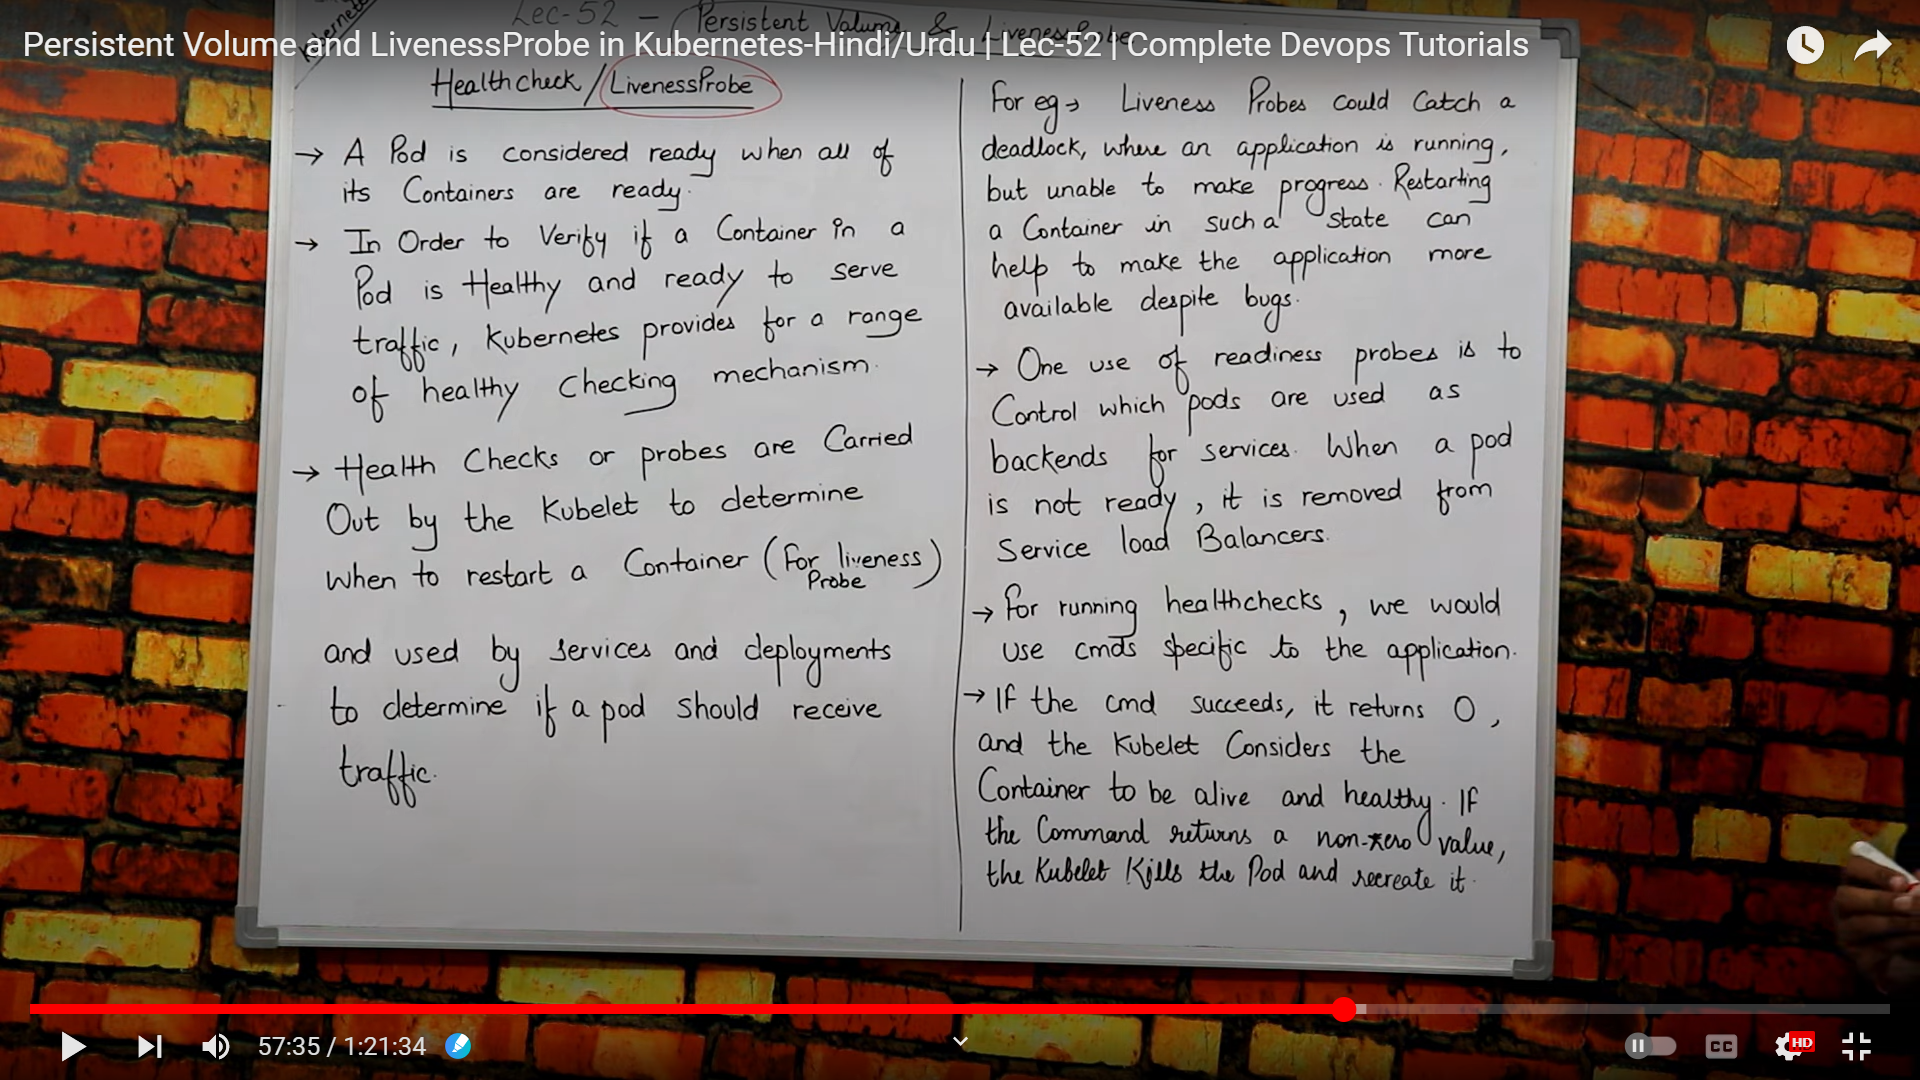 Lec-52 - Persistent Volume & LivenessProbe
Persistent Volume and LivenessProbe in Kubernetes-Hindi/Urdu | Lec-52 | Complete Devops Tutorials
Kubernetes
Healthcheck / LivenessProbe
→ A Pod is considered ready when all of
its Containers are ready.
→ In Order to Verify if a Container in a
Pod is Healthy and ready to serve
traffic, Kubernetes provides for a range
of healthy Checking mechanism.
→ Health Checks or probes are Carried
Out by the Kubelet to determine
when to restart a Container (For liveness
Probe)
and used by services and deployments
to determine if a pod should receive
traffic.
For eg → Liveness Probes could Catch a
deadlock, where an application is running,
but unable to make progress. Restarting
a Container in such a state can
help to make the application more
available despite bugs.
→ One use of readiness probes is to
Control which pods are used as
backends for services. When a pod
is not ready, it is removed from
Service load Balancers.
→ For running healthchecks, we would
use cmds specific to the application.
→ If the cmd succeeds, it returns 0,
and the Kubelet Considers the
Container to be alive and healthy. If
the Command returns a non-zero value,
the Kubelet Kills the Pod and recreate it.
57:35 / 1:21:34
CC
HD